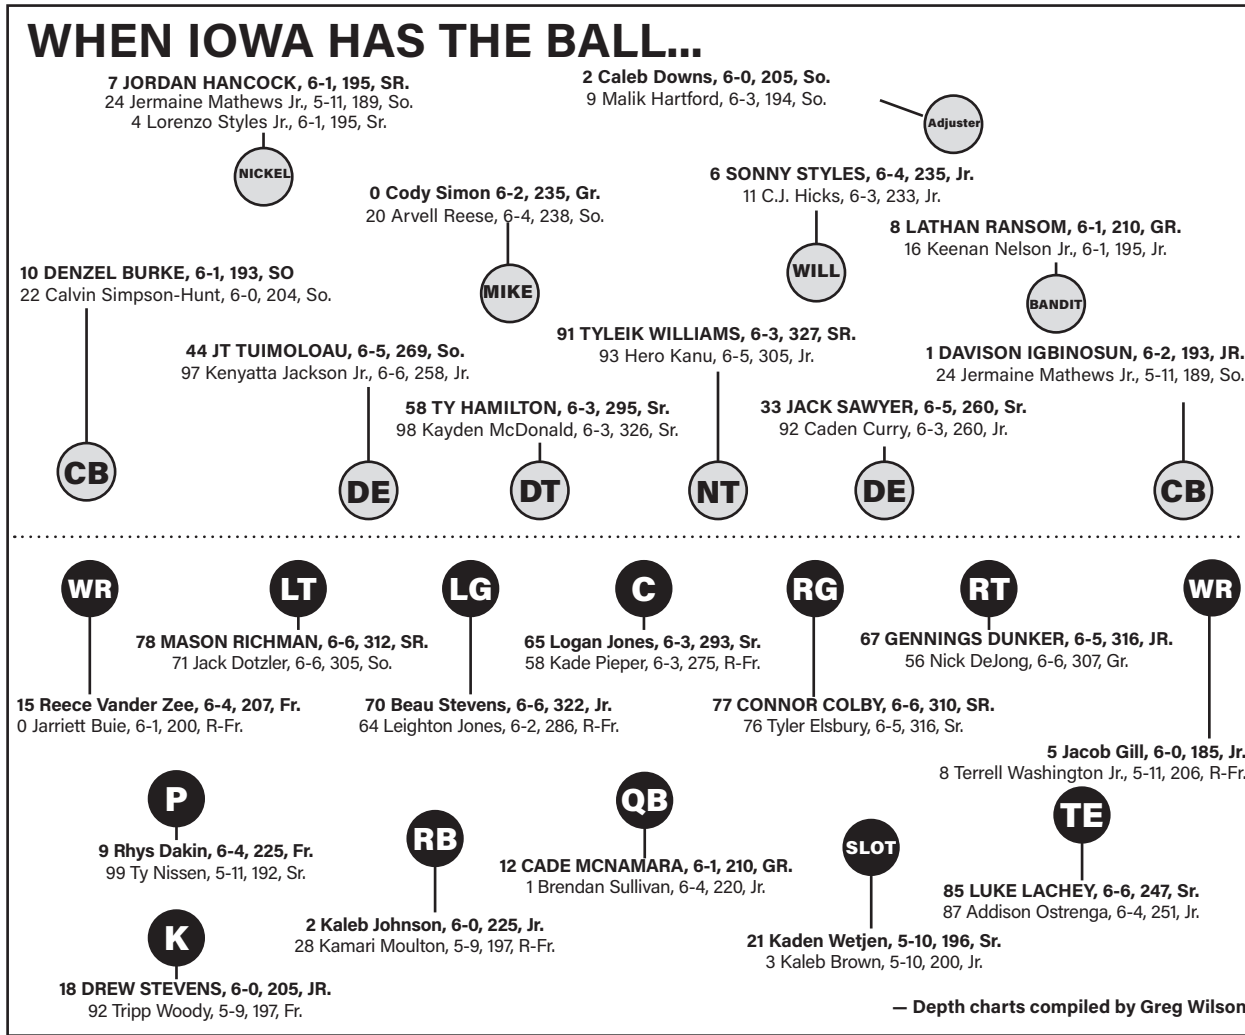 WHEN IOWA HAS THE BALL...
7 JORDAN HANCOCK, 6-1, 195, SR.
24 Jermaine Mathews Jr., 5-11, 189, So.
4 Lorenzo Styles Jr., 6-1, 195, Sr.
NICKEL
2 Caleb Downs, 6-0, 205, So.
9 Malik Hartford, 6-3, 194, So.
Adjuster
0 Cody Simon 6-2, 235, Gr.
20 Arvell Reese, 6-4, 238, So.
MIKE
6 SONNY STYLES, 6-4, 235, Jr.
11 C.J. Hicks, 6-3, 233, Jr.
WILL
8 LATHAN RANSOM, 6-1, 210, GR.
16 Keenan Nelson Jr., 6-1, 195, Jr.
BANDIT
10 DENZEL BURKE, 6-1, 193, SO
22 Calvin Simpson-Hunt, 6-0, 204, So.
CB
44 JT TUIMOLOAU, 6-5, 269, So.
97 Kenyatta Jackson Jr., 6-6, 258, Jr.
DE
58 TY HAMILTON, 6-3, 295, Sr.
98 Kayden McDonald, 6-3, 326, Sr.
DT
91 TYLEIK WILLIAMS, 6-3, 327, SR.
93 Hero Kanu, 6-5, 305, Jr.
NT
33 JACK SAWYER, 6-5, 260, Sr.
92 Caden Curry, 6-3, 260, Jr.
DE
1 DAVISON IGBINOSUN, 6-2, 193, JR.
24 Jermaine Mathews Jr., 5-11, 189, So.
CB
WR
15 Reece Vander Zee, 6-4, 207, Fr.
0 Jarriett Buie, 6-1, 200, R-Fr.
LT
78 MASON RICHMAN, 6-6, 312, SR.
71 Jack Dotzler, 6-6, 305, So.
LG
70 Beau Stevens, 6-6, 322, Jr.
64 Leighton Jones, 6-2, 286, R-Fr.
C
65 Logan Jones, 6-3, 293, Sr.
58 Kade Pieper, 6-3, 275, R-Fr.
RG
77 CONNOR COLBY, 6-6, 310, SR.
76 Tyler Elsbury, 6-5, 316, Sr.
RT
67 GENNINGS DUNKER, 6-5, 316, JR.
56 Nick DeJong, 6-6, 307, Gr.
WR
5 Jacob Gill, 6-0, 185, Jr.
8 Terrell Washington Jr., 5-11, 206, R-Fr.
P
9 Rhys Dakin, 6-4, 225, Fr.
99 Ty Nissen, 5-11, 192, Sr.
K
18 DREW STEVENS, 6-0, 205, JR.
92 Tripp Woody, 5-9, 197, Fr.
RB
2 Kaleb Johnson, 6-0, 225, Jr.
28 Kamari Moulton, 5-9, 197, R-Fr.
QB
12 CADE MCNAMARA, 6-1, 210, GR.
1 Brendan Sullivan, 6-4, 220, Jr.
SLOT
21 Kaden Wetjen, 5-10, 196, Sr.
3 Kaleb Brown, 5-10, 200, Jr.
TE
85 LUKE LACHEY, 6-6, 247, Sr.
87 Addison Ostrenga, 6-4, 251, Jr.
— Depth charts compiled by Greg Wilson